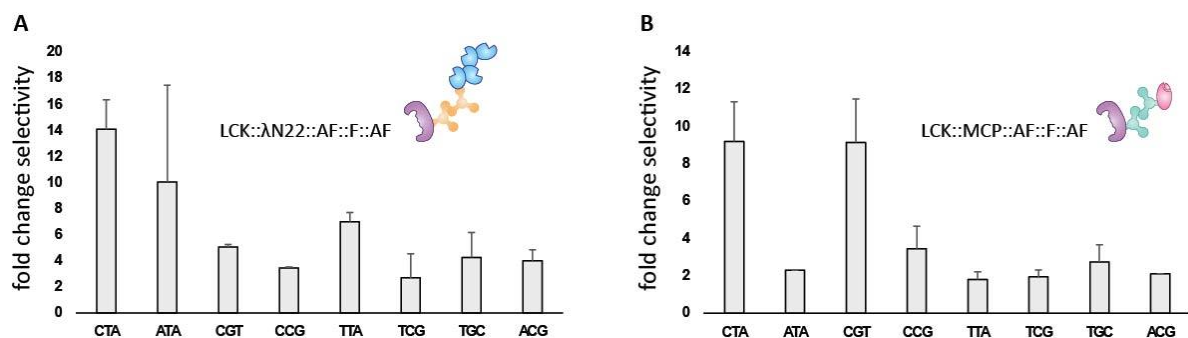 A
fold change selectivity
20
18
16
14
12
10
8
6
4
2
0
LCK::λN22::AF::F::AF
CTA ATA CGT CCG TTA TCG TGC ACG
B
fold change selectivity
14
12
10
8
6
4
2
0
LCK::MCP::AF::F::AF
CTA ATA CGT CCG TTA TCG TGC ACG